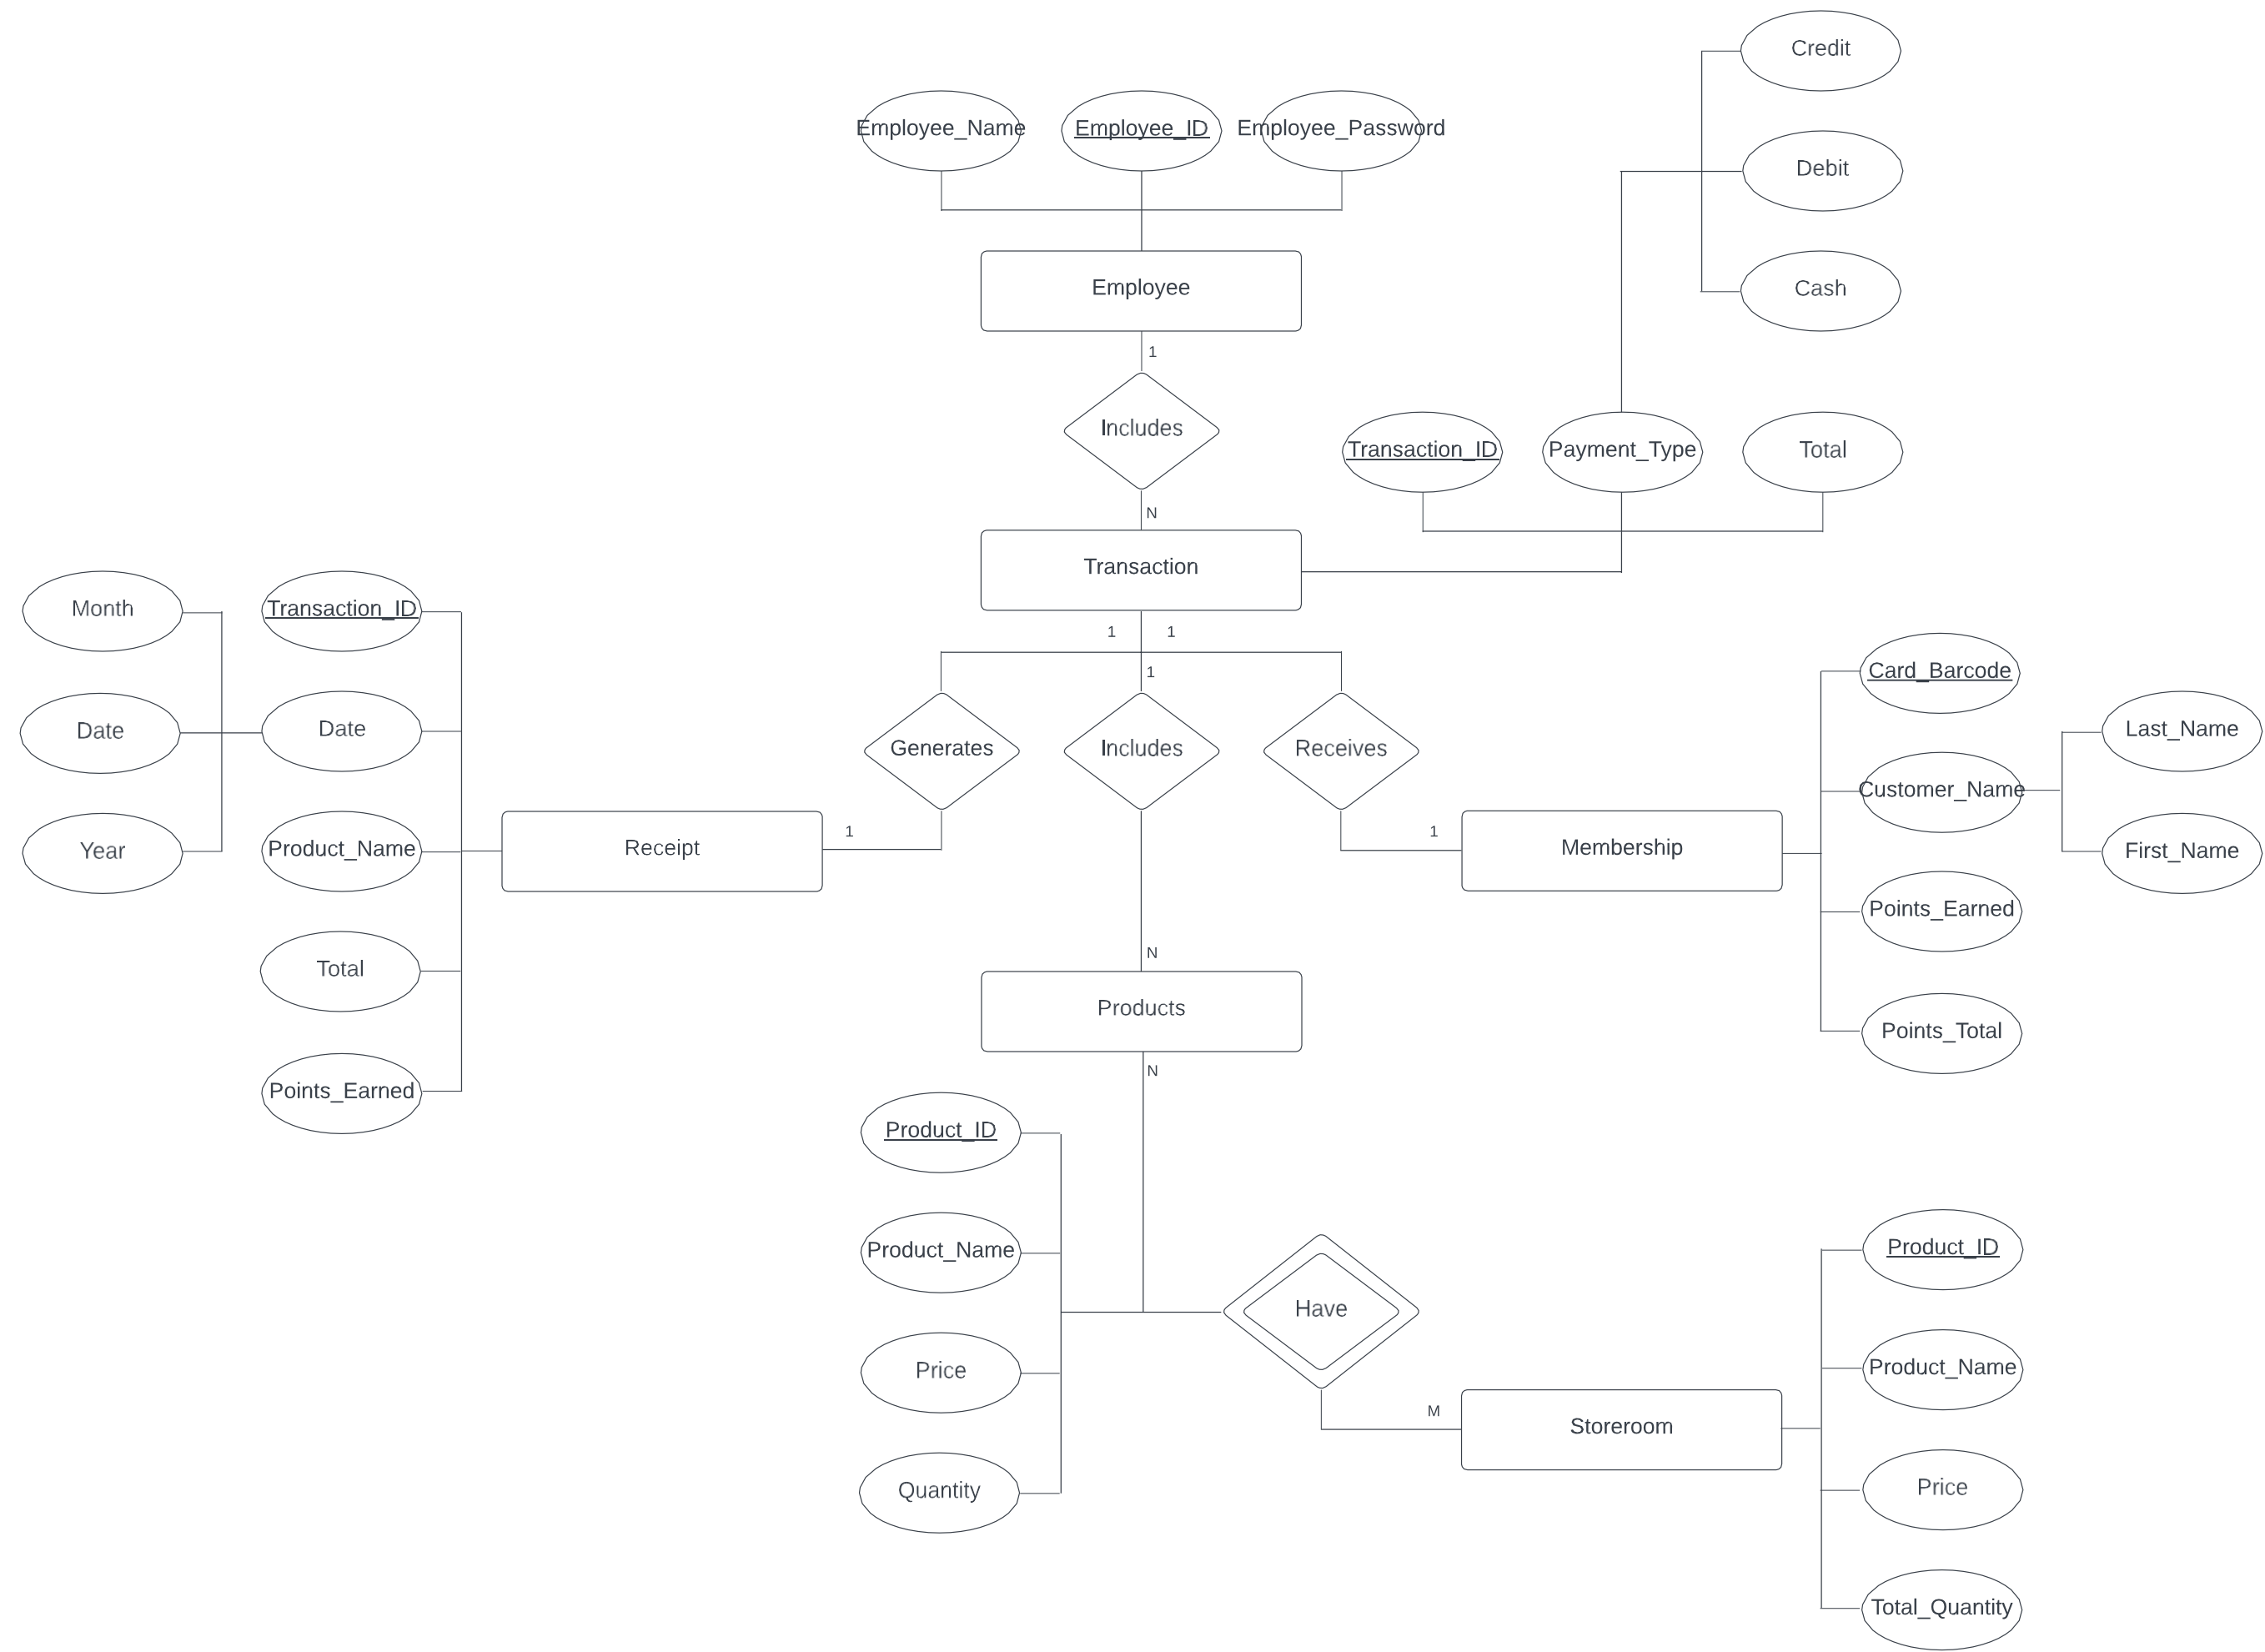 Credit
Employee_Name
Employee_ID
Employee_Password
Debit
Employee
Cash
1
Includes
Transaction_ID
Payment_Type
Total
N
Transaction
Month
Transaction_ID
1
1
Card_Barcode
1
Date
Date
Generates
Includes
Receives
Last_Name
Customer_Name
1
1
Year
Product_Name
Receipt
Membership
First_Name
Points_Earned
N
Total
Products
Points_Total
N
Points_Earned
Product_ID
Product_Name
Product_ID
Have
Price
Product_Name
M
Storeroom
Quantity
Price
Total_Quantity